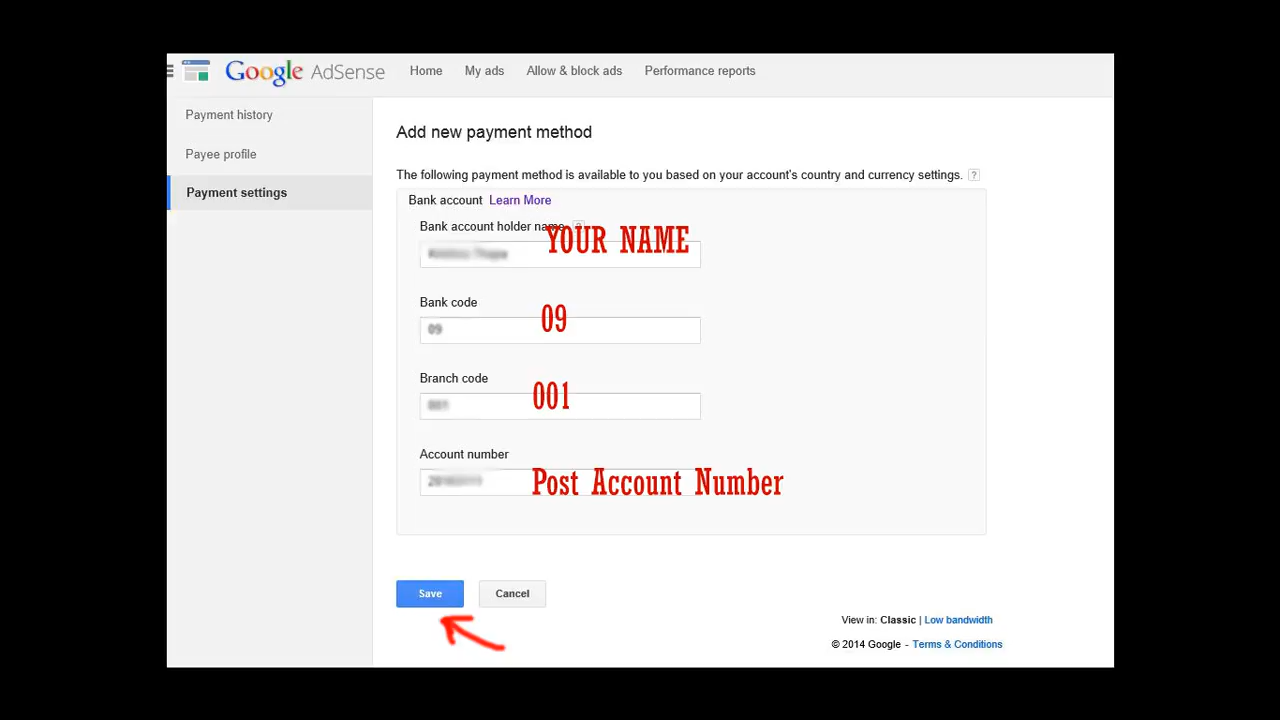 Google AdSense Home My ads Allow & block ads Performance reports
Payment history
Payee profile
Payment settings
Add new payment method
The following payment method is available to you based on your account's country and currency settings. ?
Bank account Learn More
Bank account holder name
YOUR NAME
Bank code
09 09
Branch code
001 001
Account number
Post Account Number
Save Cancel
View in: Classic | Low bandwidth
© 2014 Google - Terms & Conditions